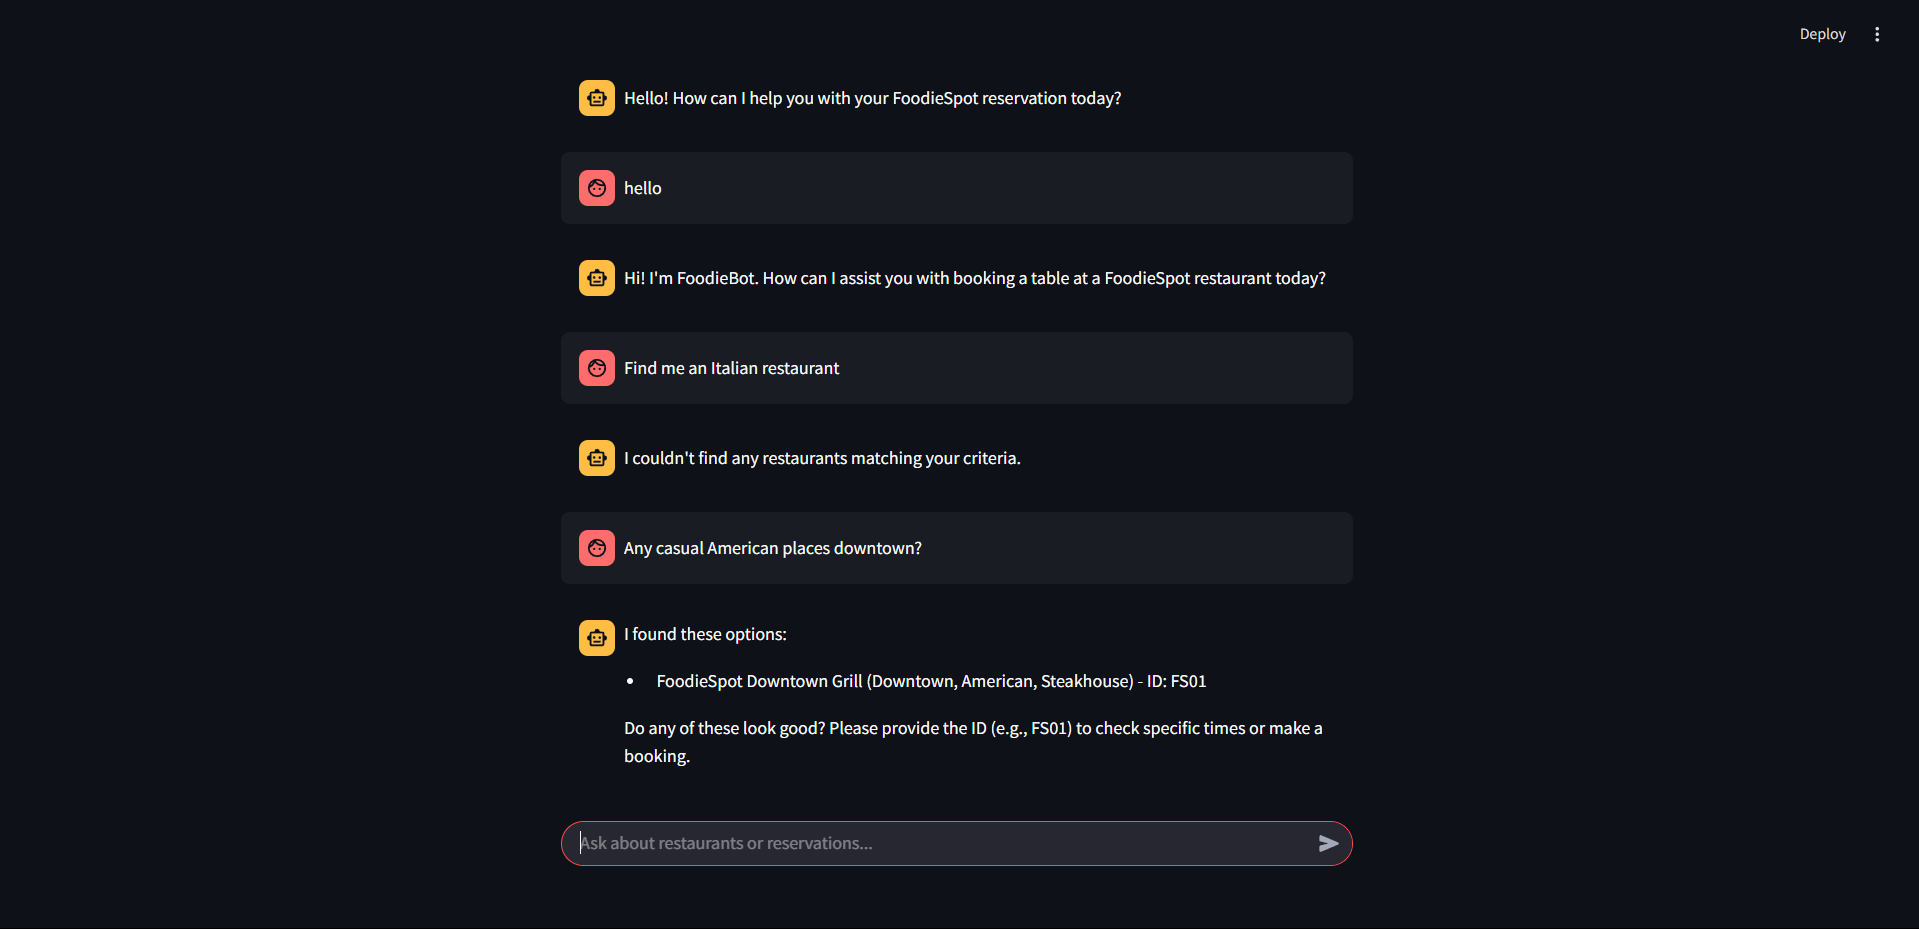 Deploy
Hello! How can I help you with your FoodieSpot reservation today?
hello
Hi! I'm FoodieBot. How can I assist you with booking a table at a FoodieSpot restaurant today?
Find me an Italian restaurant
I couldn't find any restaurants matching your criteria.
Any casual American places downtown?
I found these options:
• FoodieSpot Downtown Grill (Downtown, American, Steakhouse) - ID: FS01
Do any of these look good? Please provide the ID (e.g., FS01) to check specific times or make a
booking.
Ask about restaurants or reservations...